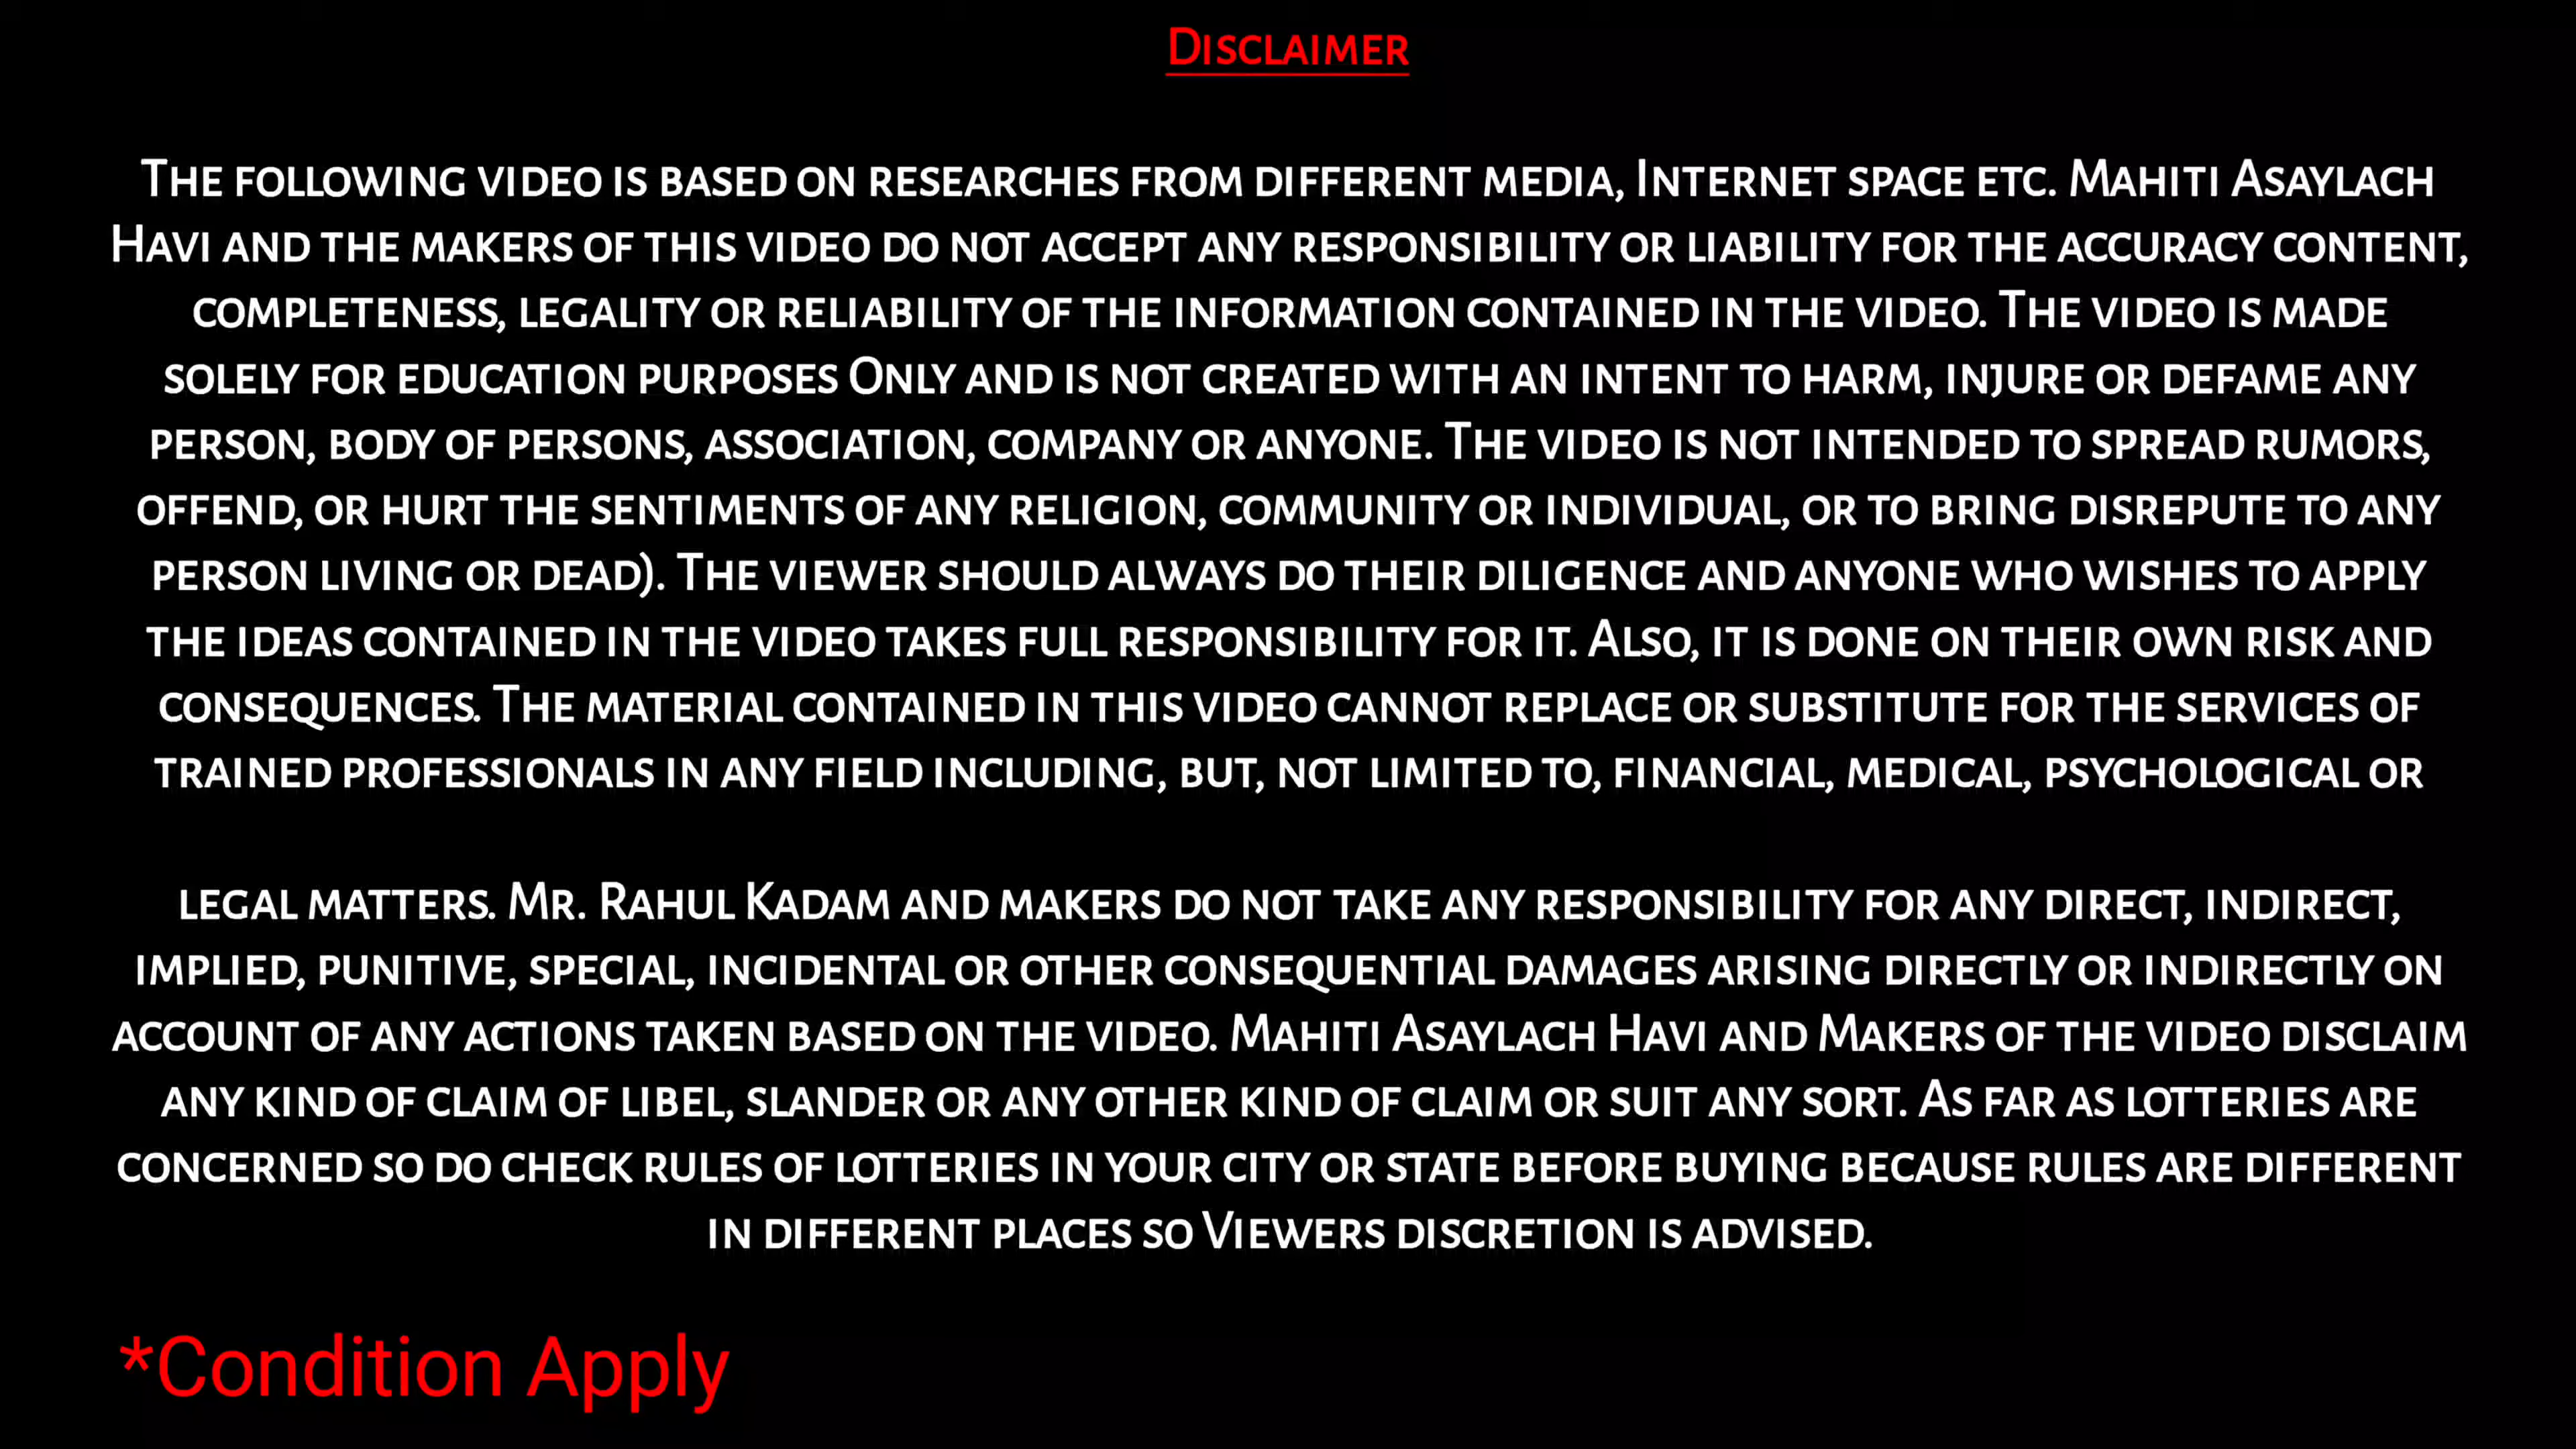 Disclaimer
The following video is based on researches from different media, Internet space etc. Mahiti Asaylach
Havi and the makers of this video do not accept any responsibility or liability for the accuracy content,
completeness, legality or reliability of the information contained in the video. The video is made
solely for education purposes Only and is not created with an intent to harm, injure or defame any
person, body of persons, association, company or anyone. The video is not intended to spread rumors,
offend, or hurt the sentiments of any religion, community or individual, or to bring disrepute to any
person living or dead). The viewer should always do their diligence and anyone who wishes to apply
the ideas contained in the video takes full responsibility for it. Also, it is done on their own risk and
consequences. The material contained in this video cannot replace or substitute for the services of
trained professionals in any field including, but, not limited to, financial, medical, psychological or
legal matters. Mr. Rahul Kadam and makers do not take any responsibility for any direct, indirect,
implied, punitive, special, incidental or other consequential damages arising directly or indirectly on
account of any actions taken based on the video. Mahiti Asaylach Havi and Makers of the video disclaim
any kind of claim of libel, slander or any other kind of claim or suit any sort. As far as lotteries are
concerned so do check rules of lotteries in your city or state before buying because rules are different
in different places so Viewers discretion is advised.
*Condition Apply